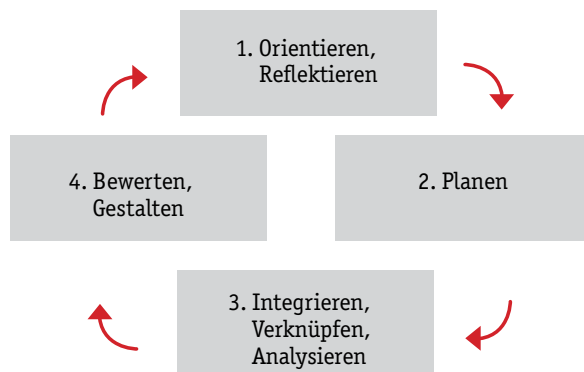 1. Orientieren,
Reflektieren
2. Planen
3. Integrieren,
Verknüpfen,
Analysieren
4. Bewerten,
Gestalten